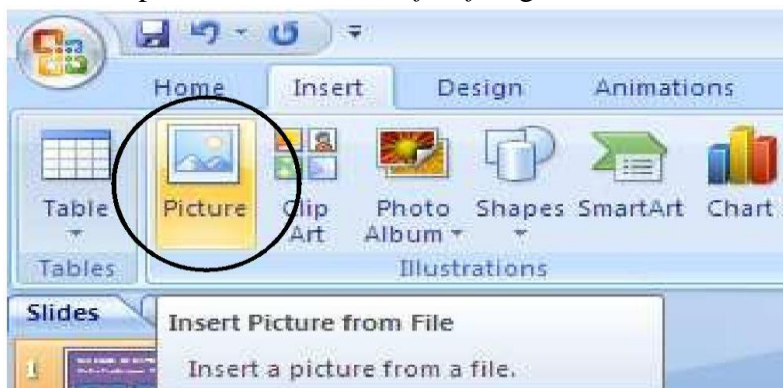 Home Insert Design Animations
Table Picture Clip Art Photo Album Shapes SmartArt Chart
Tables Illustrations
Slides
Insert Picture from File
1
Insert a picture from a file.